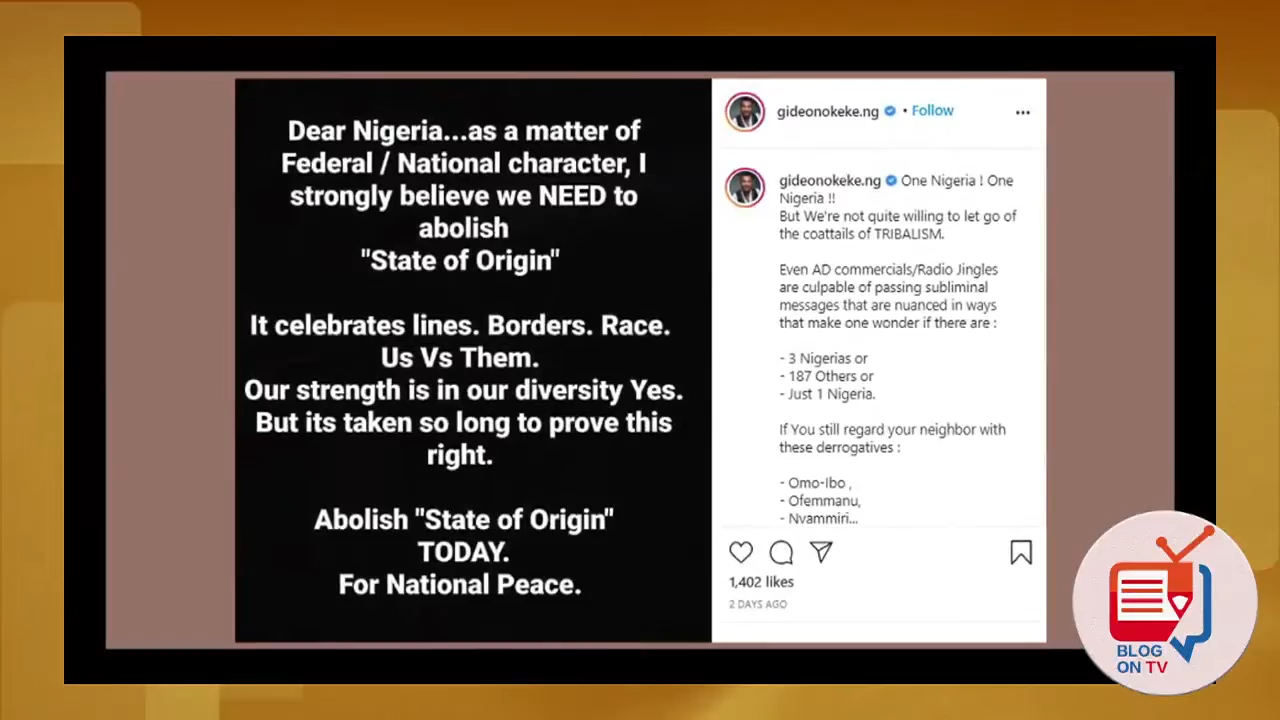 Dear Nigeria...as a matter of
Federal / National character, I
strongly believe we NEED to
abolish
"State of Origin"
It celebrates lines. Borders. Race.
Us Vs Them.
Our strength is in our diversity Yes.
But its taken so long to prove this
right.
Abolish "State of Origin"
TODAY.
For National Peace.
gideonokeke.ng • Follow
gideonokeke.ng One Nigeria ! One
Nigeria !!
But We're not quite willing to let go of
the coattails of TRIBALISM.
Even AD commercials/Radio Jingles
are culpable of passing subliminal
messages that are nuanced in ways
that make one wonder if there are :
- 3 Nigerias or
- 187 Others or
- Just 1 Nigeria.
If You still regard your neighbor with
these derrogatives :
- Omo-Ibo ,
- Ofemmanu,
- Nyammiri...
1,402 likes
2 DAYS AGO
BLOG
ON TV